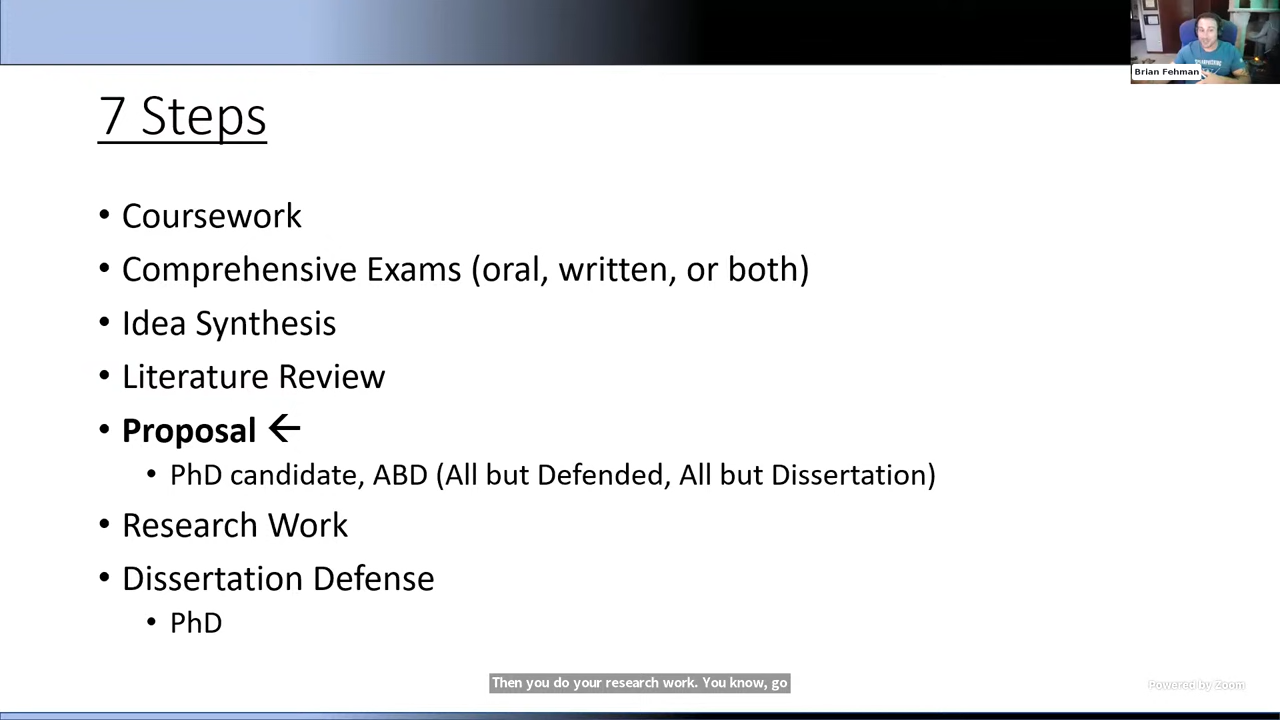 Brian Fehman
7 Steps
• Coursework
• Comprehensive Exams (oral, written, or both)
• Idea Synthesis
• Literature Review
• Proposal ←
• PhD candidate, ABD (All but Defended, All but Dissertation)
• Research Work
• Dissertation Defense
• PhD
Then you do your research work. You know, go
Powered by Zoom